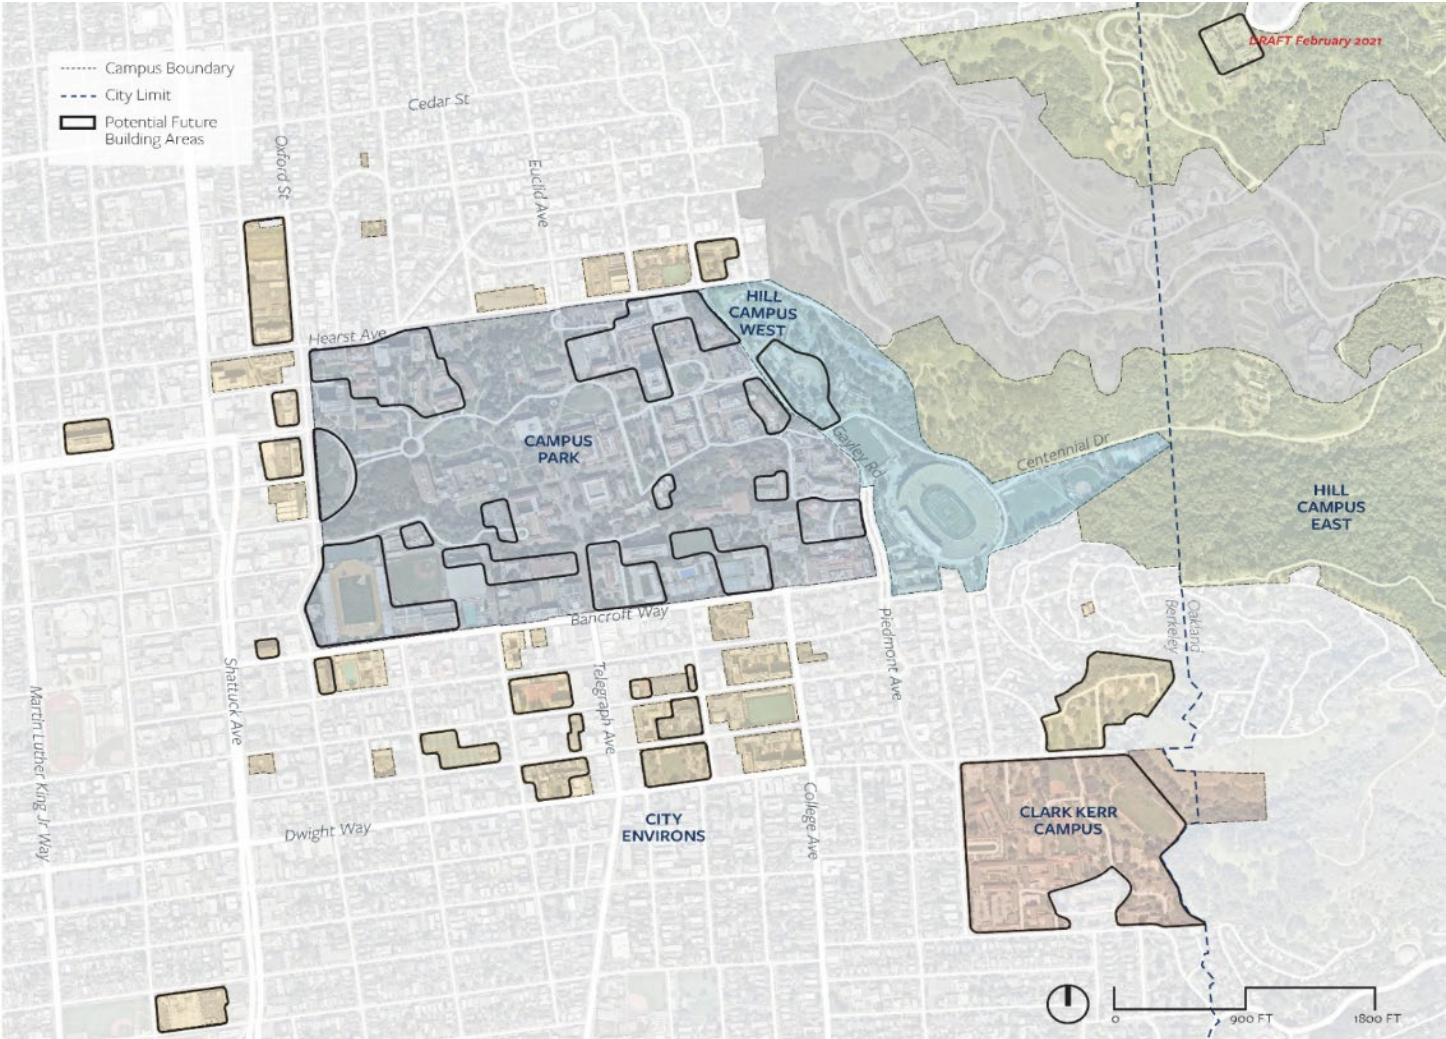 DRAFT February 2021
Campus Boundary
City Limit
Potential Future
Building Areas
Cedar St
Oxford St
Euclid Ave
Hearst Ave
HILL
CAMPUS
WEST
CAMPUS
PARK
Gayley Rd
Centennial Dr
HILL
CAMPUS
EAST
Bancroft Way
Piedmont Ave
Oakland
Berkeley
Martin Luther King Jr Way
Shattuck Ave
Telegraph Ave
College Ave
Dwight Way
CITY
ENVIRONS
CLARK KERR
CAMPUS
0 900 FT 1800 FT